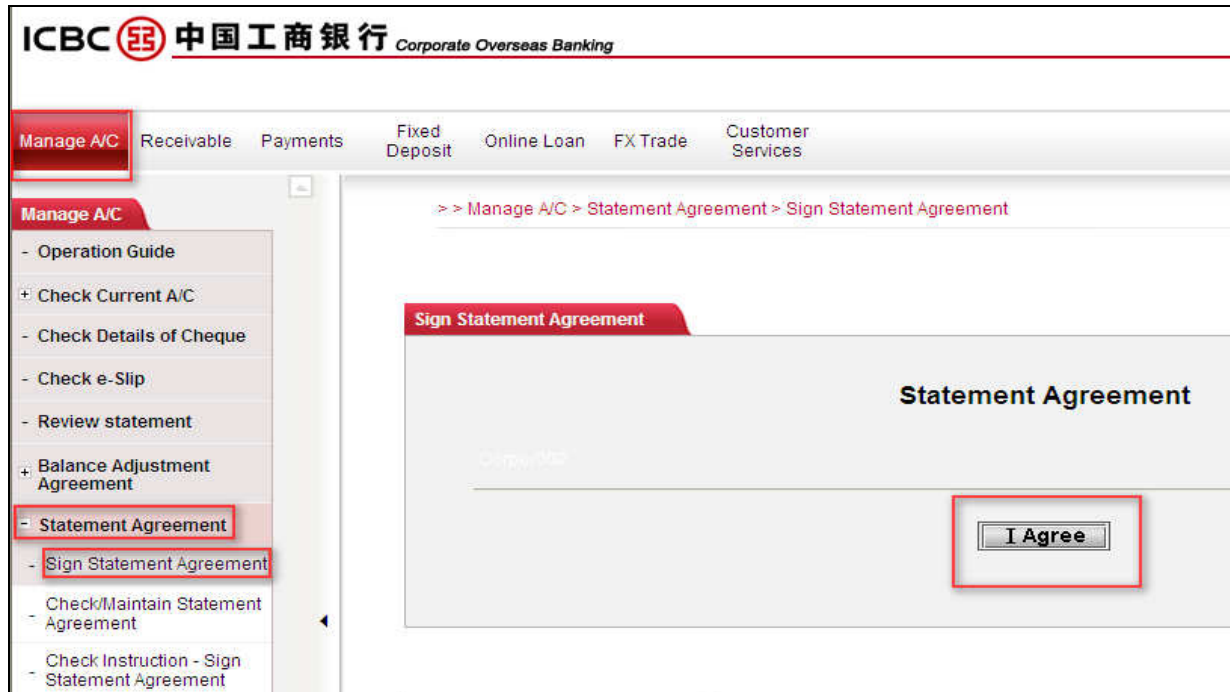 ICBC 中国工商银行 Corporate Overseas Banking
Manage A/C Receivable Payments Fixed Deposit Online Loan FX Trade Customer Services
Manage A/C
- Operation Guide
+ Check Current A/C
- Check Details of Cheque
- Check e-Slip
- Review statement
+ Balance Adjustment
Agreement
- Statement Agreement
- Sign Statement Agreement
- Check/Maintain Statement
Agreement
- Check Instruction - Sign
Statement Agreement
> > Manage A/C > Statement Agreement > Sign Statement Agreement
Sign Statement Agreement
Statement Agreement
I Agree